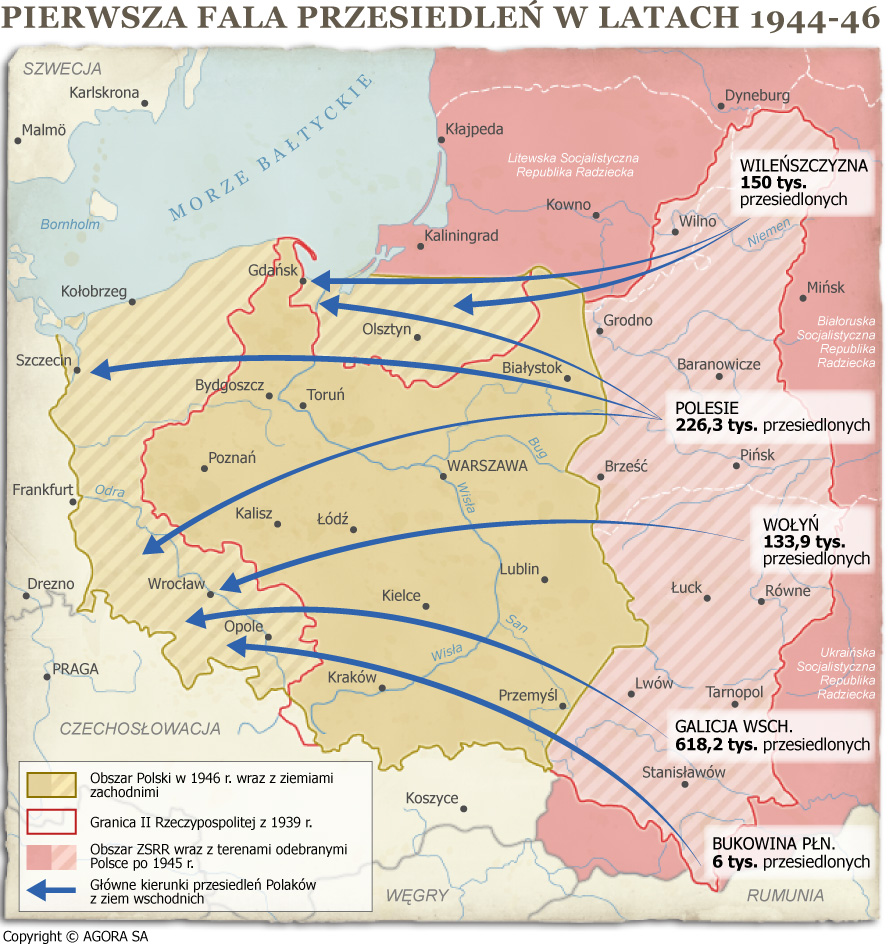 PIERWSZA FALA PRZESIEDLEŃ W LATACH 1944-46
SZWECJA
Karlskrona
Malmö
MORZE BAŁTYCKIE
Bornholm
Kłajpeda
Dyneburg
Litewska Socjalistyczna
Republika Radziecka
WILEŃSZCZYZNA
150 tys.
przesiedlonych
Kowno
Wilno
Niemen
Kaliningrad
Gdańsk
Kołobrzeg
Mińsk
Olsztyn
Grodno
Białoruska
Socjalistyczna
Republika
Radziecka
Szczecin
Białystok
Baranowicze
Bydgoszcz
Toruń
POLESIE
226,3 tys. przesiedlonych
Poznań
WARSZAWA
Bug
Brześć
Pińsk
Frankfurt
Odra
Wisła
Kalisz
Łódź
WOŁYŃ
133,9 tys.
przesiedlonych
Drezno
Wrocław
Lublin
Kielce
Łuck
Równe
Opole
San
Wisła
Ukraińska
Socjalistyczna
Republika
Radziecka
PRAGA
Kraków
Przemyśl
Lwów
Tarnopol
CZECHOSŁOWACJA
GALICJA WSCH.
618,2 tys. przesiedlonych
Stanisławów
Koszyce
BUKOWINA PŁN.
6 tys. przesiedlonych
WĘGRY
RUMUNIA
Obszar Polski w 1946 r. wraz z ziemiami
zachodnimi
Granica II Rzeczypospolitej z 1939 r.
Obszar ZSRR wraz z terenami odebranymi
Polsce po 1945 r.
Główne kierunki przesiedleń Polaków
z ziem wschodnich
Copyright © AGORA SA